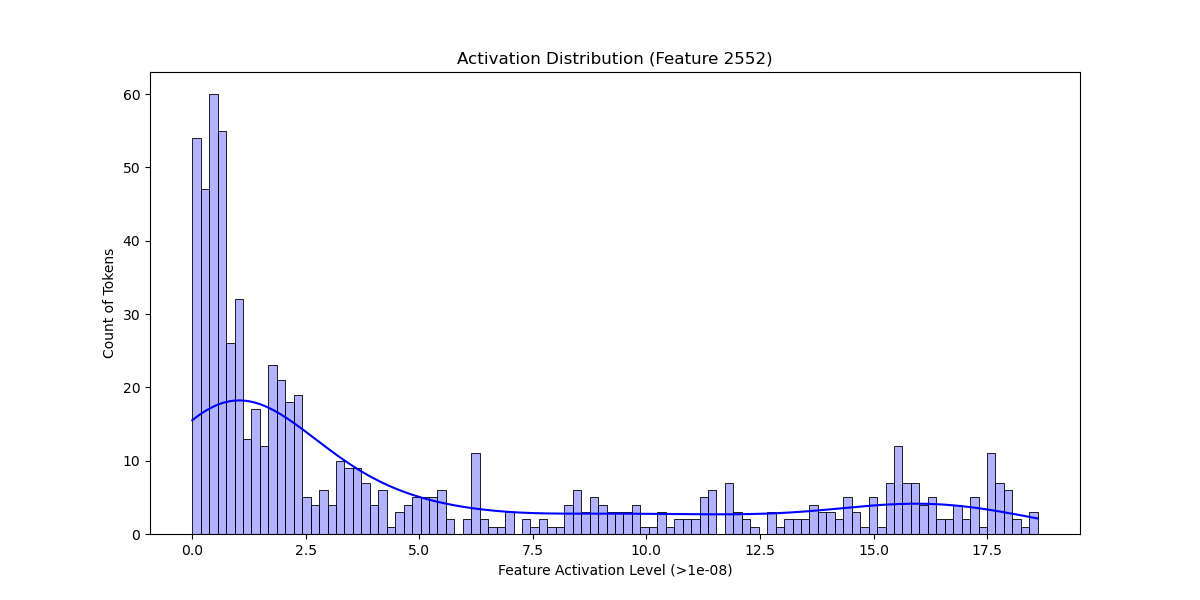 Activation Distribution (Feature 2552)
60
50
40
30
20
10
0
Count of Tokens
0.0 2.5 5.0 7.5 10.0 12.5 15.0 17.5
Feature Activation Level (>1e-08)